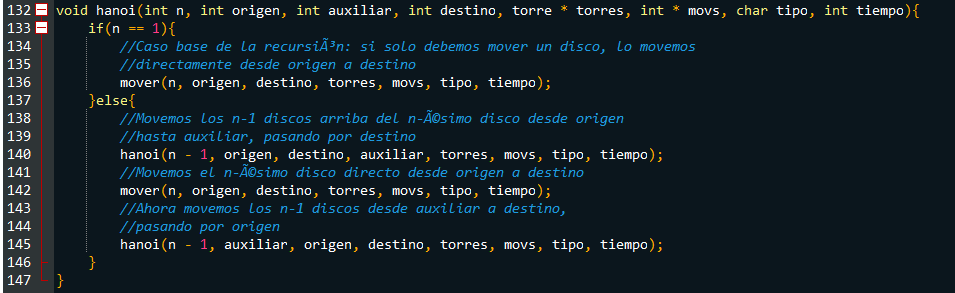 132 void hanoi(int n, int origen, int auxiliar, int destino, torre * torres, int * movs, char tipo, int tiempo){
133     if(n == 1){
134         //Caso base de la recursiÃ³n: si solo debemos mover un disco, lo movemos
135         //directamente desde origen a destino
136         mover(n, origen, destino, torres, movs, tipo, tiempo);
137     }else{
138         //Movemos los n-1 discos arriba del n-Ã©simo disco desde origen
139         //hasta auxiliar, pasando por destino
140         hanoi(n - 1, origen, destino, auxiliar, torres, movs, tipo, tiempo);
141         //Movemos el n-Ã©simo disco directo desde origen a destino
142         mover(n, origen, destino, torres, movs, tipo, tiempo);
143         //Ahora movemos los n-1 discos desde auxiliar a destino,
144         //pasando por origen
145         hanoi(n - 1, auxiliar, origen, destino, torres, movs, tipo, tiempo);
146     }
147 }